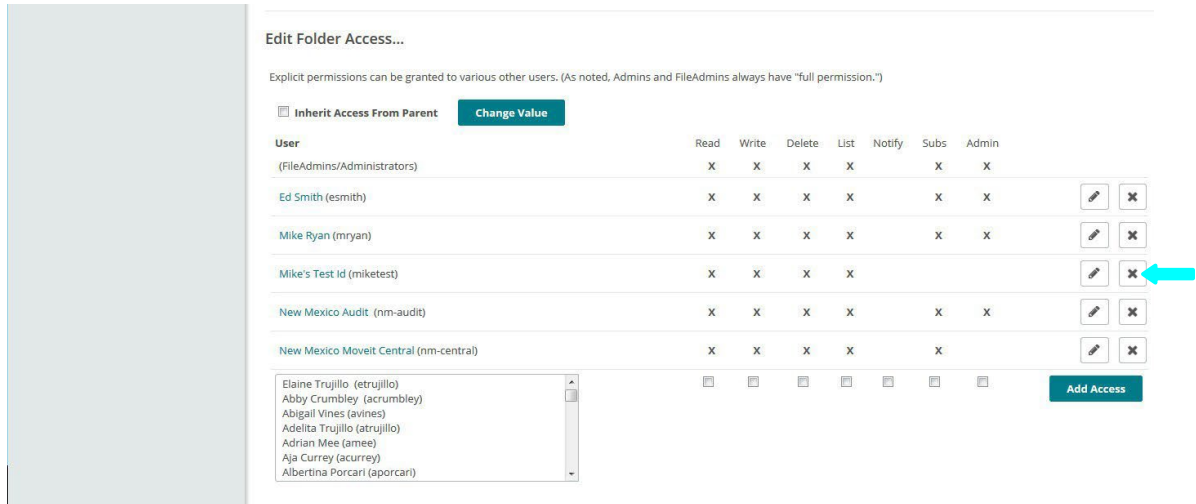 Edit Folder Access...
Explicit permissions can be granted to various other users. (As noted, Admins and FileAdmins always have "full permission.")
Inherit Access From Parent Change Value
User Read Write Delete List Notify Subs Admin
(FileAdmins/Administrators) X X X X X X
Ed Smith (esmith) X X X X X X
Mike Ryan (mryan) X X X X X X
Mike's Test Id (miketest) X X X X
New Mexico Audit (nm-audit) X X X X X X
New Mexico Moveit Central (nm-central) X X X X X
Elaine Trujillo (etrujillo)
Abby Crumbley (acrumbley)
Abigail Vines (avines)
Adelita Trujillo (atrujillo)
Adrian Mee (amee)
Aja Currey (acurrey)
Albertina Porcari (aporcari)
Add Access